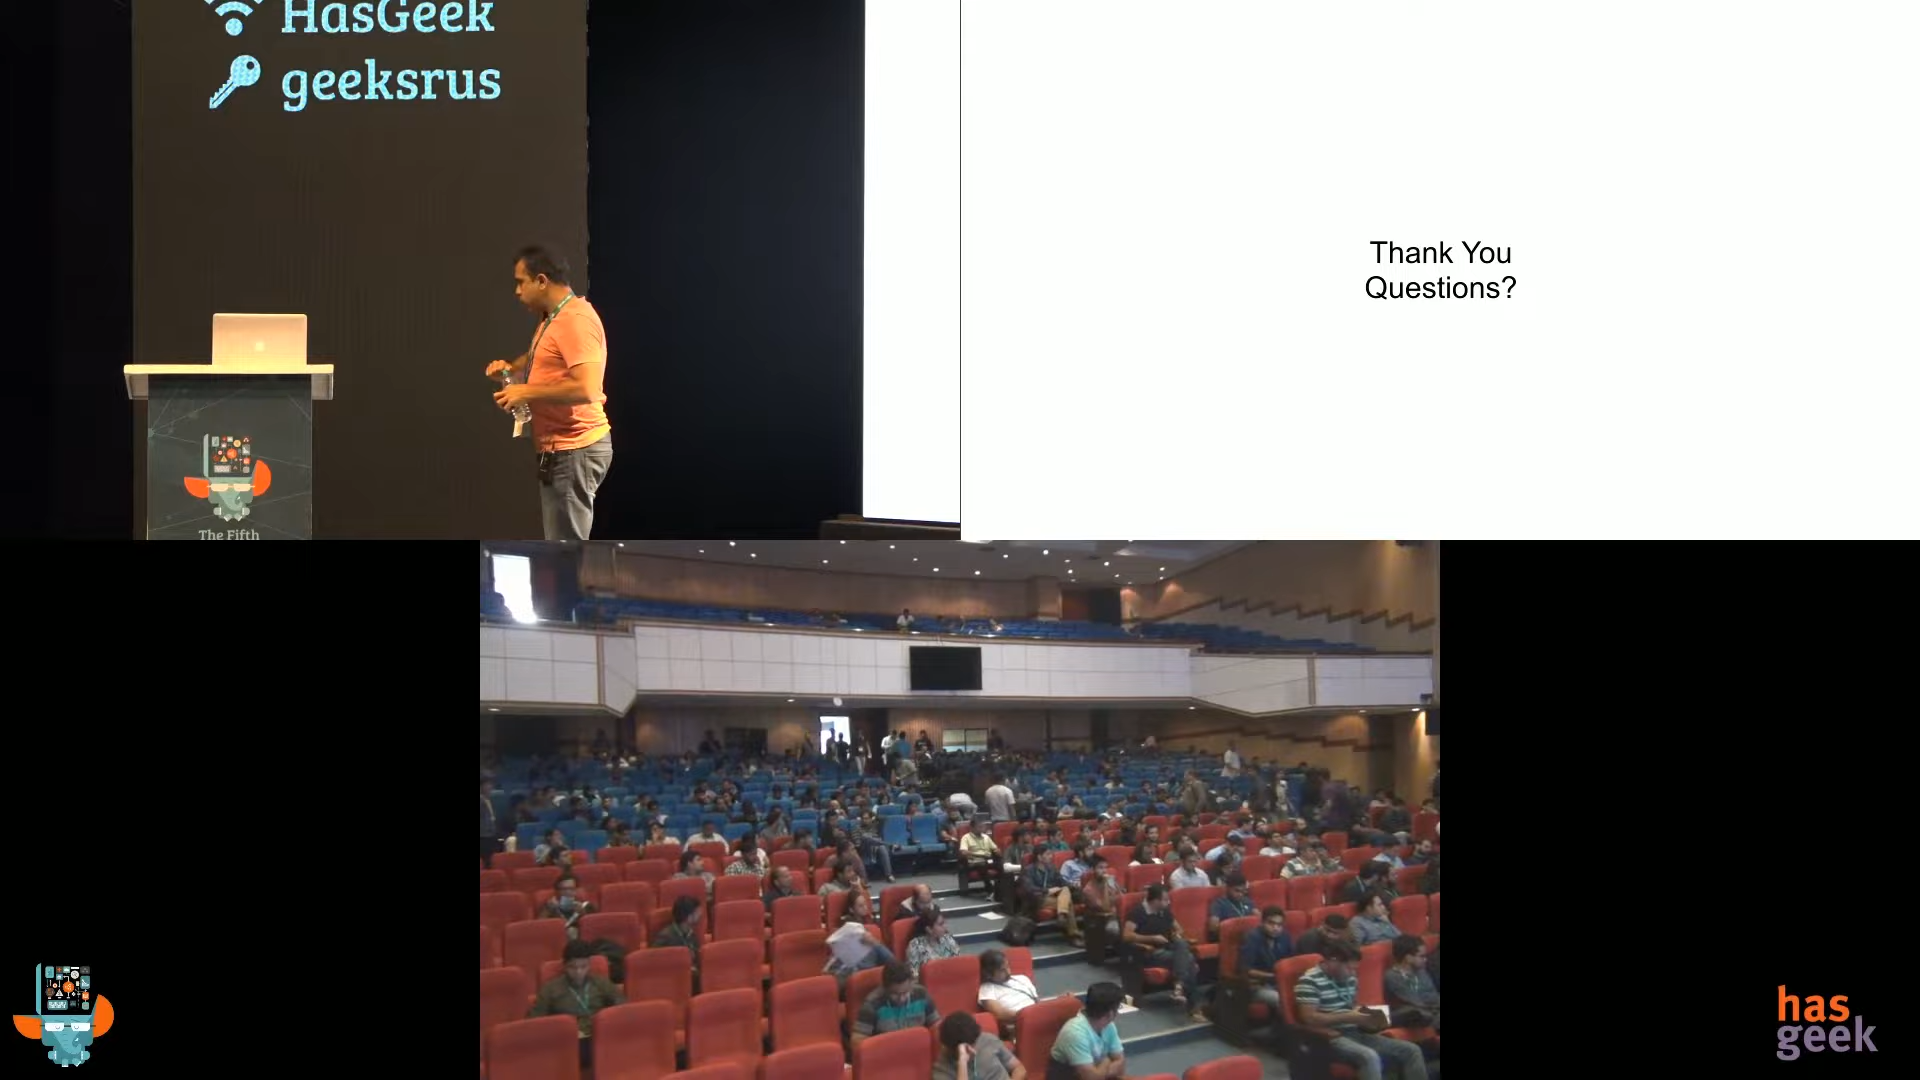 HasGeek
geeksrus
The Fifth
Thank You
Questions?
has
geek